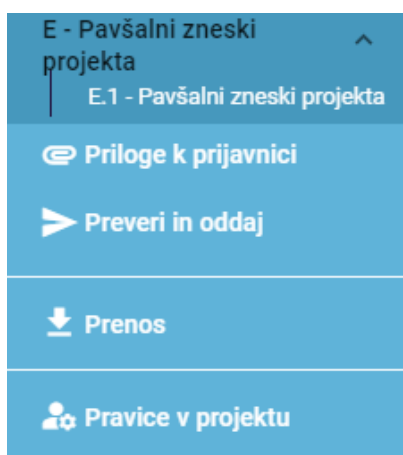 E - Pavšalni zneski
projekta
E.1 - Pavšalni zneski projekta
Priloge k prijavnici
Preveri in oddaj
Prenos
Pravice v projektu